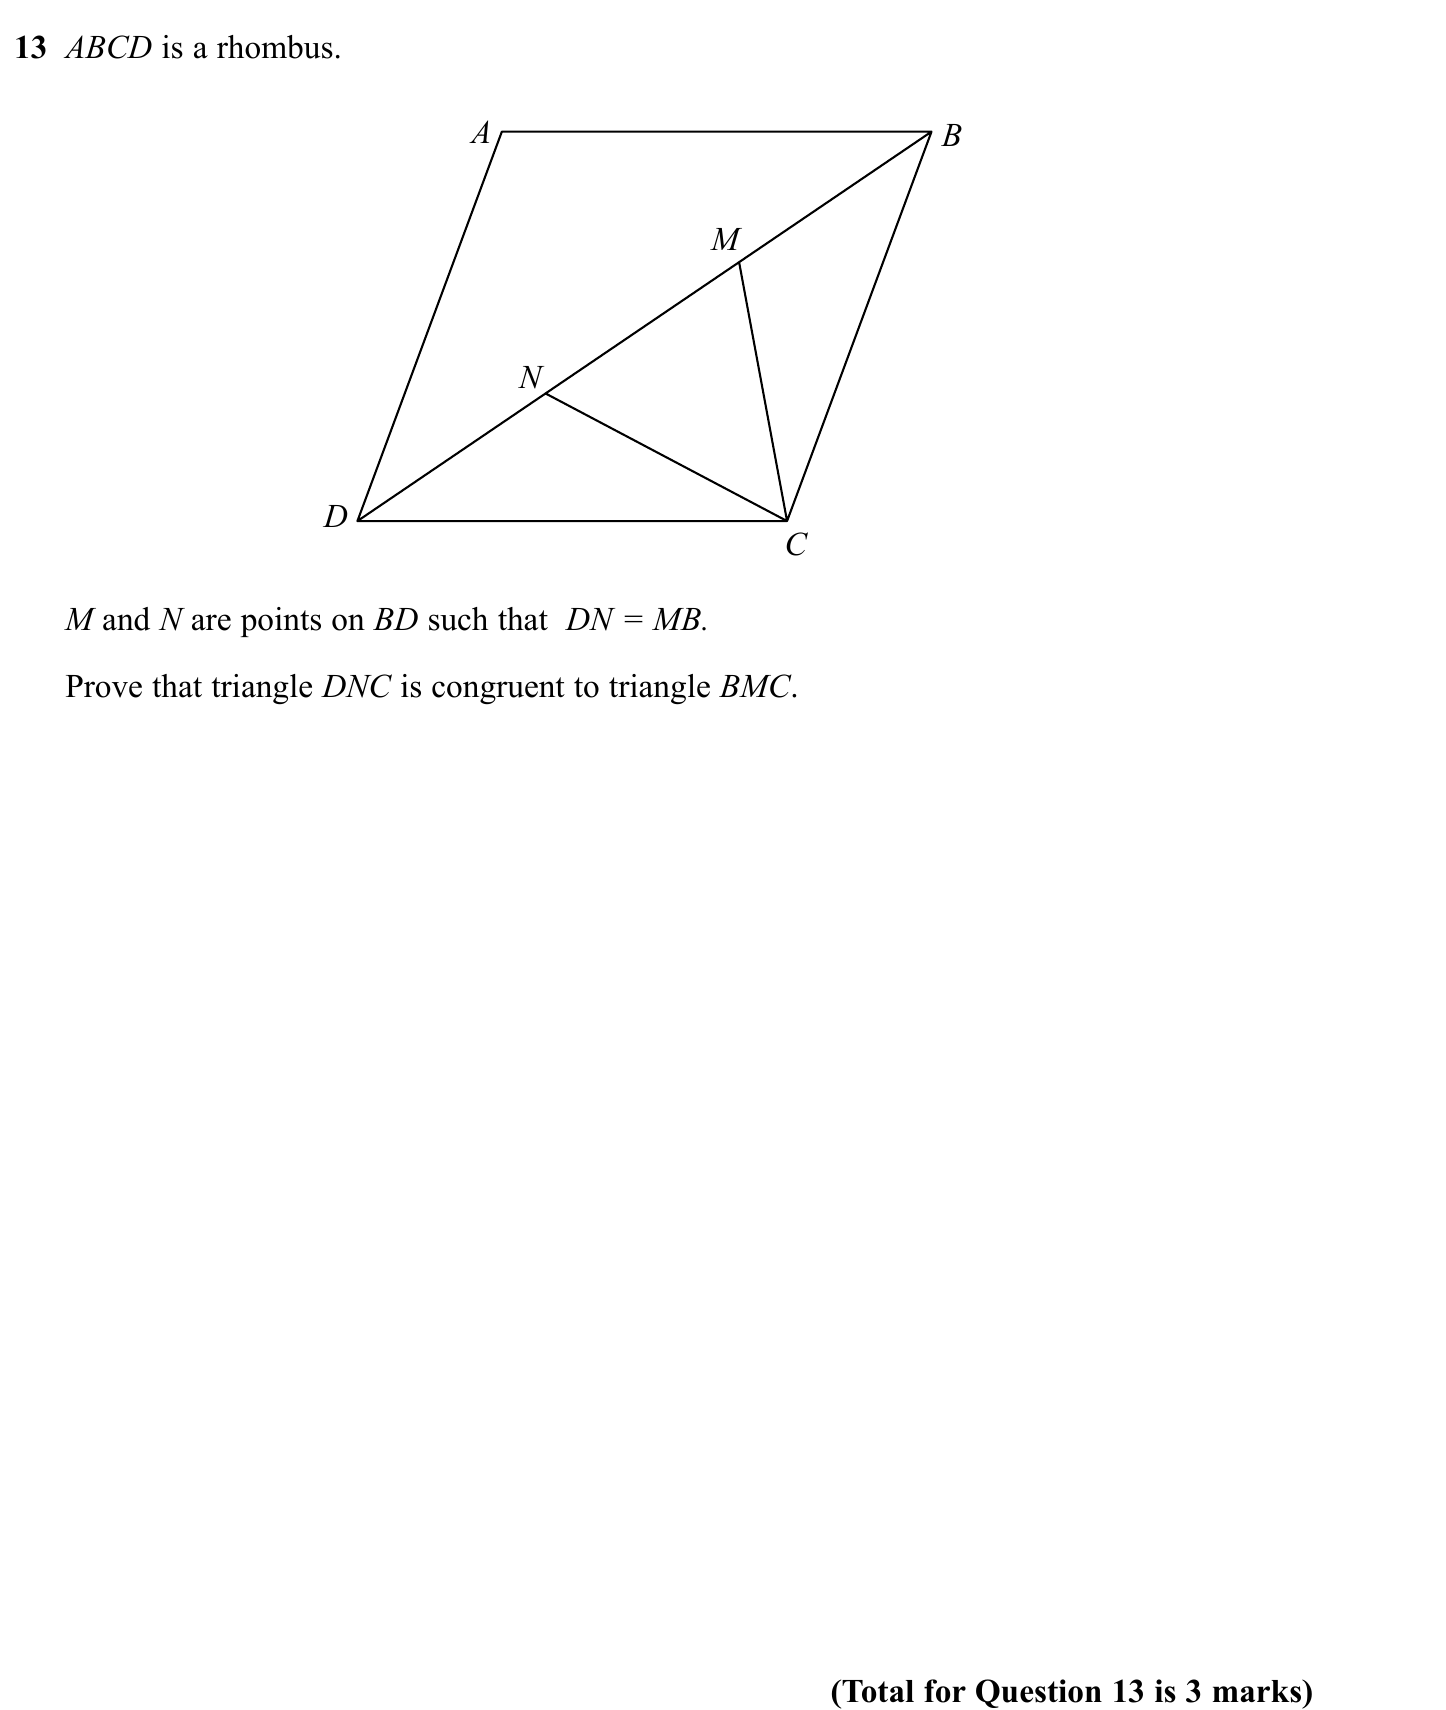 13 ABCD is a rhombus.
A
B
M
N
D
C
M and N are points on BD such that DN = MB.
Prove that triangle DNC is congruent to triangle BMC.
(Total for Question 13 is 3 marks)